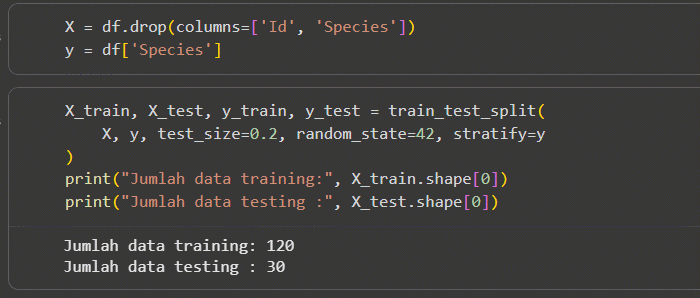 X = df.drop(columns=['Id', 'Species'])
y = df['Species']
X_train, X_test, y_train, y_test = train_test_split(
    X, y, test_size=0.2, random_state=42, stratify=y
)
print("Jumlah data training:", X_train.shape[0])
print("Jumlah data testing :", X_test.shape[0])
Jumlah data training: 120
Jumlah data testing : 30